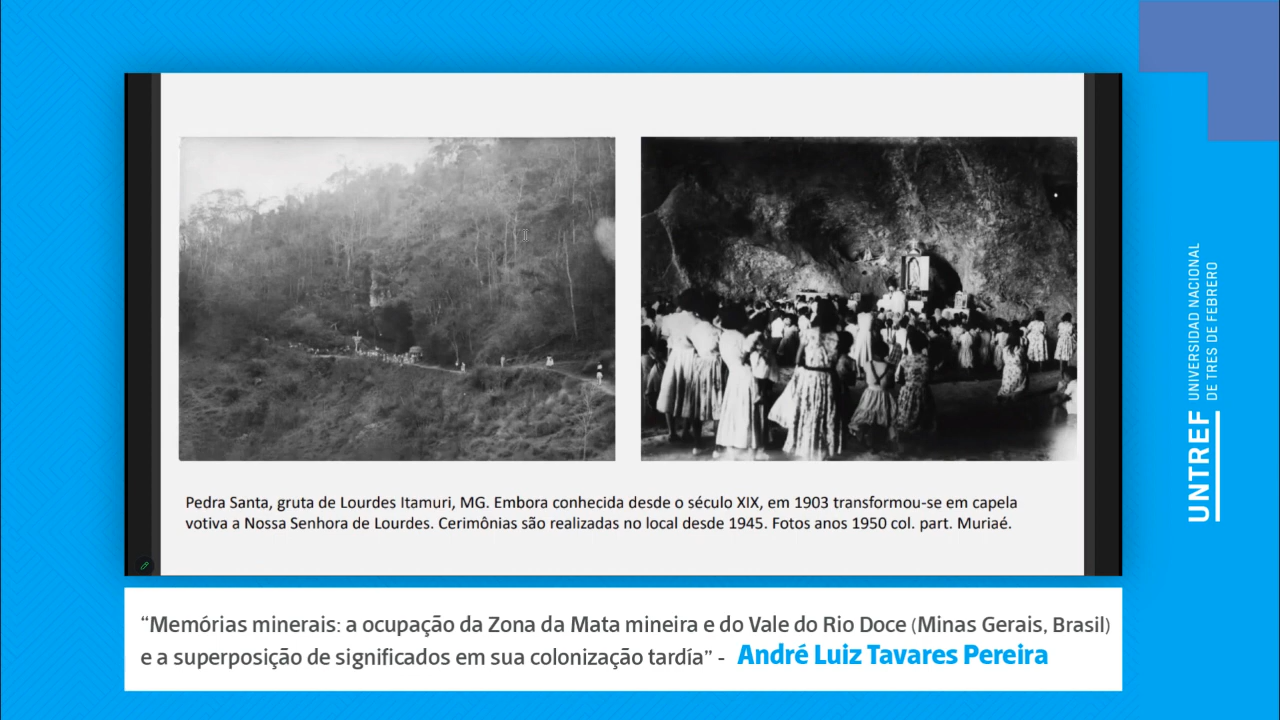 Pedra Santa, gruta de Lourdes Itamuri, MG. Embora conhecida desde o século XIX, em 1903 transformou-se em capela
votiva a Nossa Senhora de Lourdes. Cerimônias são realizadas no local desde 1945. Fotos anos 1950 col. part. Muriaé.
“Memórias minerais: a ocupação da Zona da Mata mineira e do Vale do Rio Doce (Minas Gerais, Brasil)
e a superposição de significados em sua colonização tardía” - André Luiz Tavares Pereira
UNTREF
UNIVERSIDAD NACIONAL
DE TRES DE FEBRERO